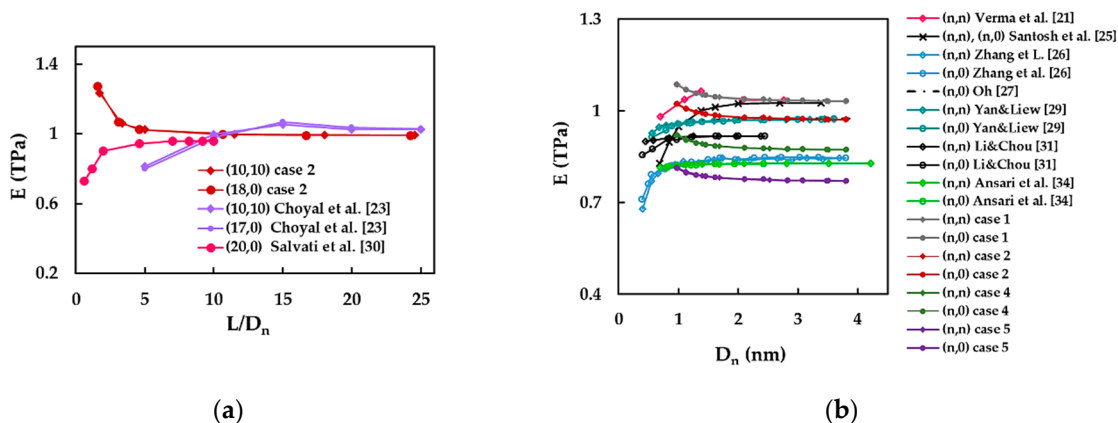 E (TPa)
1.4
1
0.6
0.2
(10,10) case 2
(18,0) case 2
(10,10) Choyal et al. [23]
(17,0) Choyal et al. [23]
(20,0) Salvati et al. [30]
0 5 10 15 20 25
L/Dn
(a)
E (TPa)
1.3
1
0.7
0.4
0 1 2 3 4
Dn (nm)
(n,n) Verma et al. [21]
(n,n), (n,0) Santosh et al. [25]
(n,n) Zhang et L. [26]
(n,0) Zhang et al. [26]
(n,0) Oh [27]
(n,n) Yan&Liew [29]
(n,0) Yan&Liew [29]
(n,n) Li&Chou [31]
(n,0) Li&Chou [31]
(n,n) Ansari et al. [34]
(n,0) Ansari et al. [34]
(n,n) case 1
(n,0) case 1
(n,n) case 2
(n,0) case 2
(n,n) case 4
(n,0) case 4
(n,n) case 5
(n,0) case 5
(b)